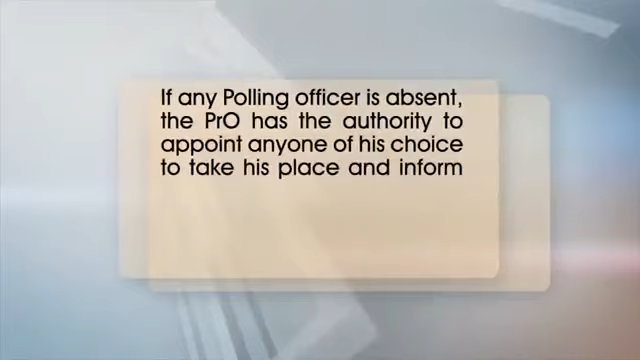 If any Polling officer is absent,
the PrO has the authority to
appoint anyone of his choice
to take his place and inform